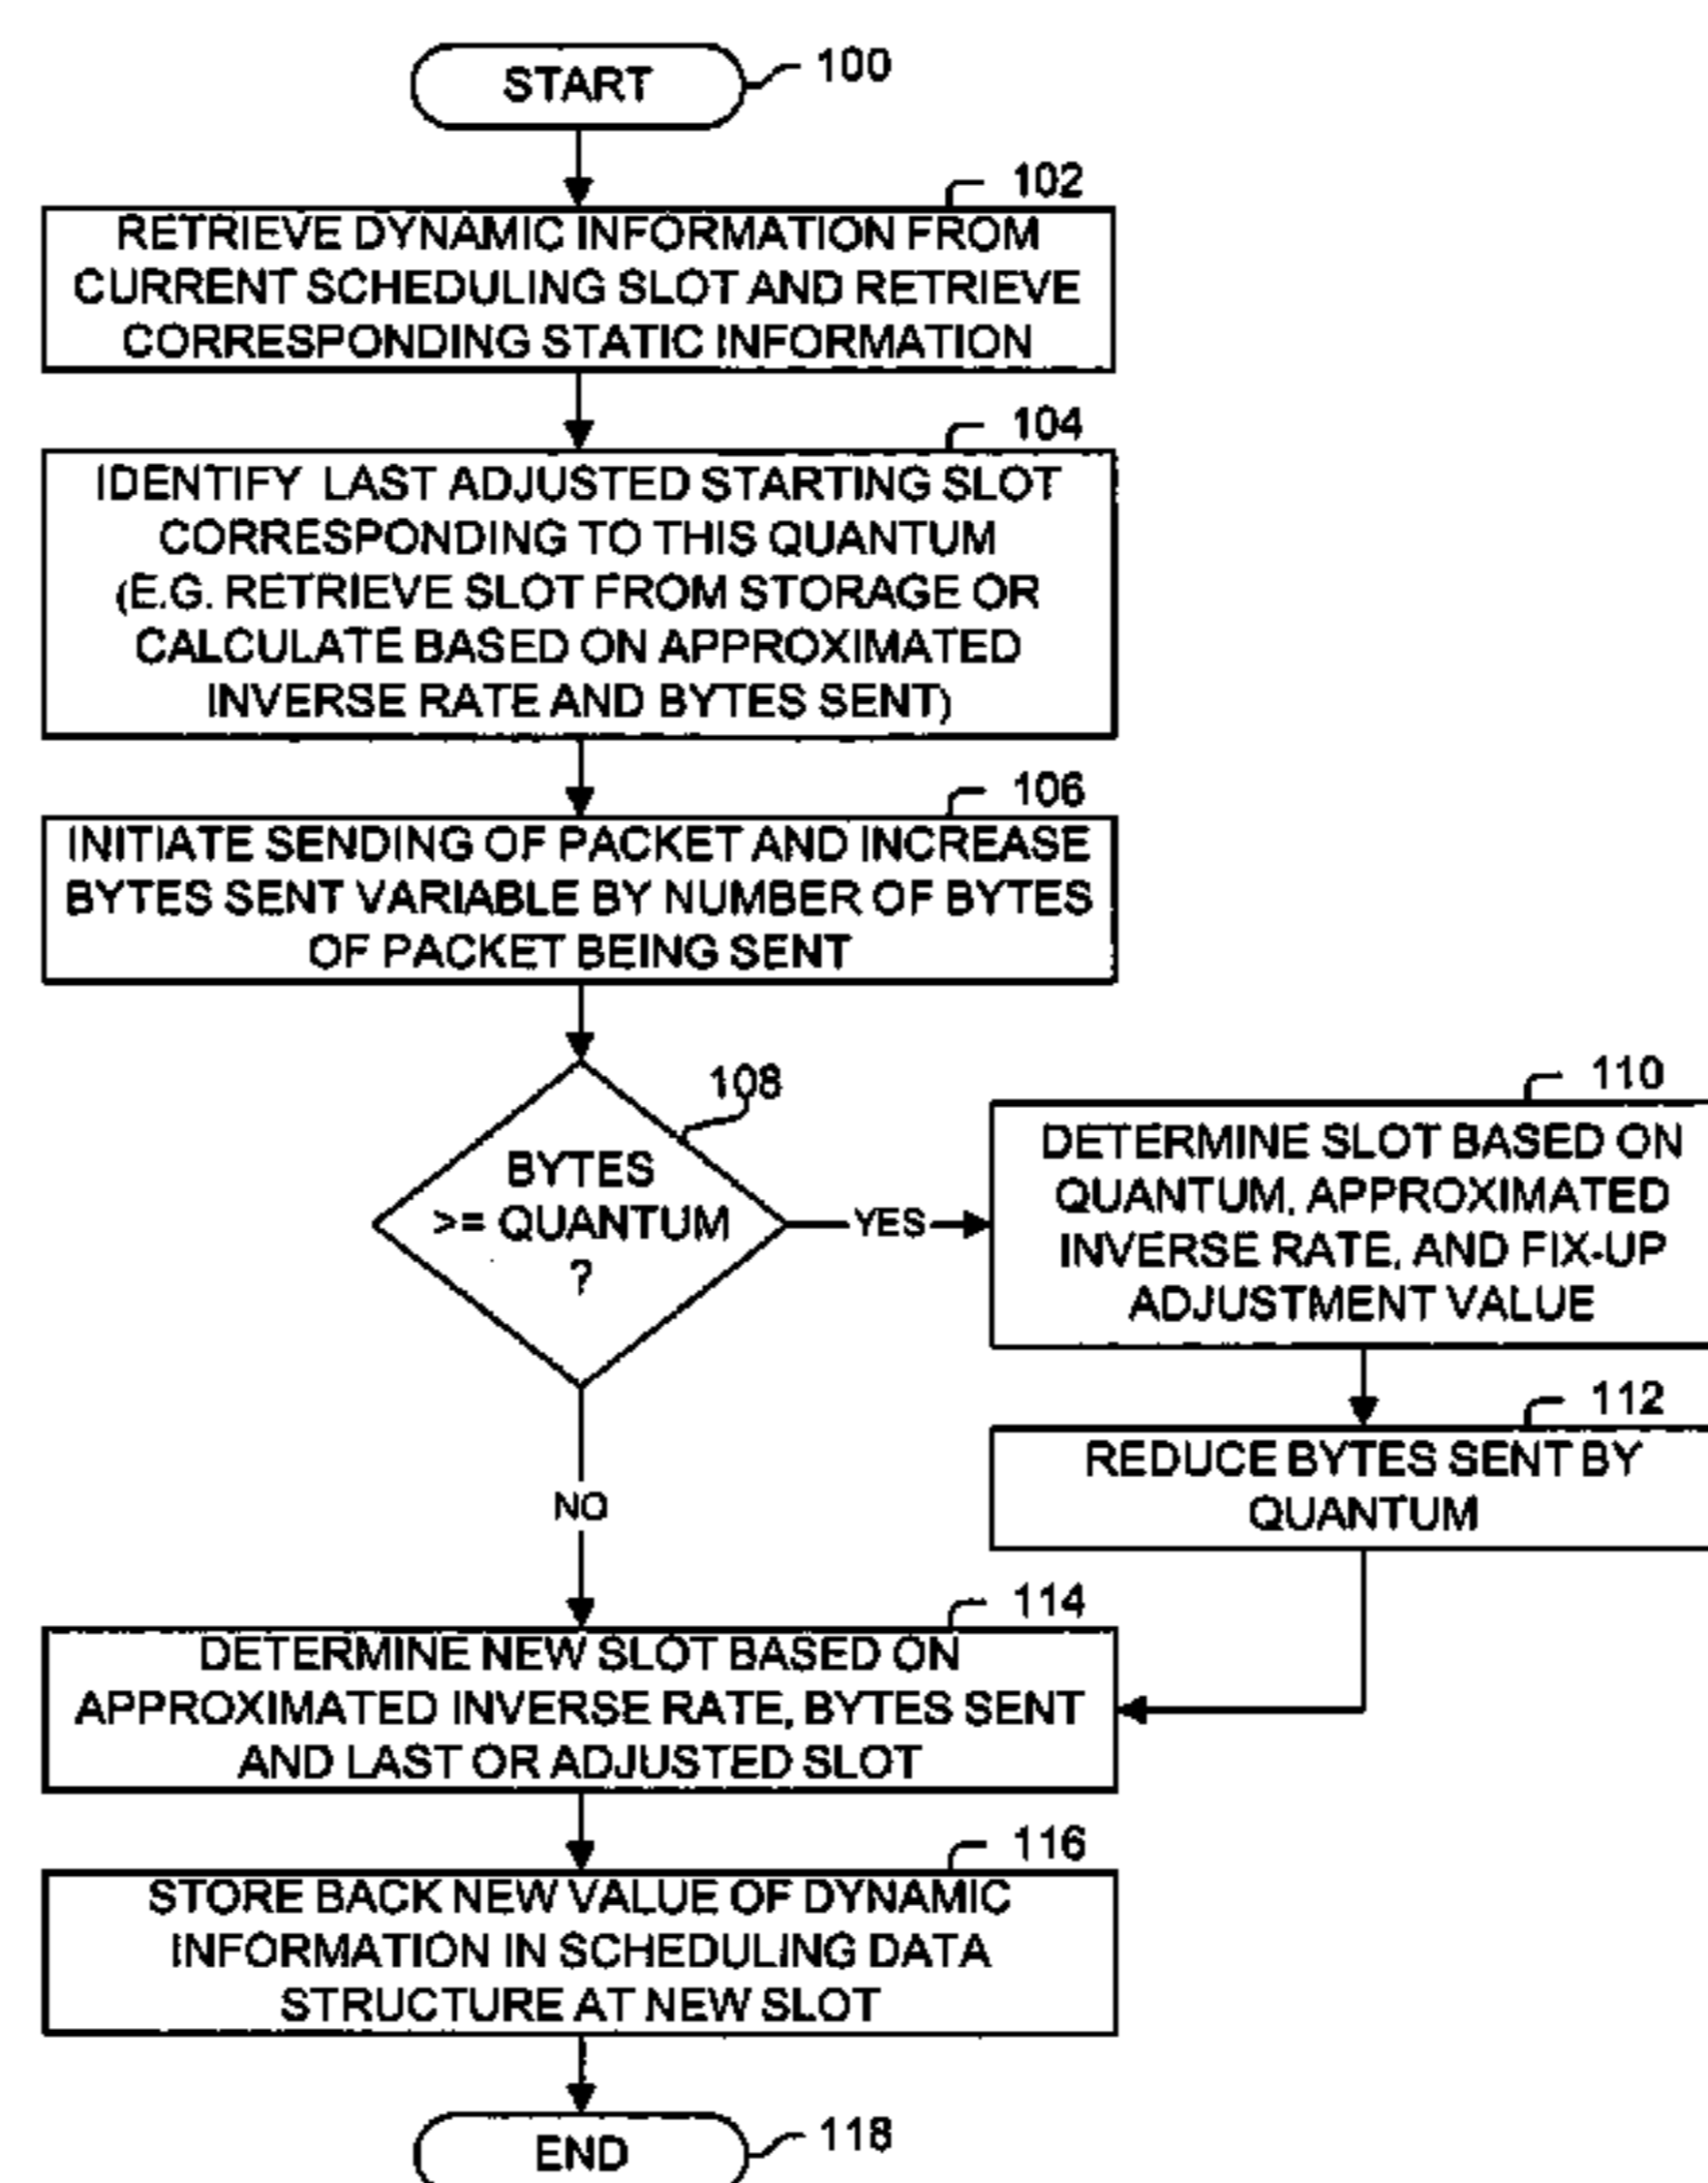 START
100
102
RETRIEVE DYNAMIC INFORMATION FROM
CURRENT SCHEDULING SLOT AND RETRIEVE
CORRESPONDING STATIC INFORMATION
104
IDENTIFY LAST ADJUSTED STARTING SLOT
CORRESPONDING TO THIS QUANTUM
(E.G. RETRIEVE SLOT FROM STORAGE OR
CALCULATE BASED ON APPROXIMATED
INVERSE RATE AND BYTES SENT)
106
INITIATE SENDING OF PACKET AND INCREASE
BYTES SENT VARIABLE BY NUMBER OF BYTES
OF PACKET BEING SENT
108
BYTES
>= QUANTUM
?
YES
110
DETERMINE SLOT BASED ON
QUANTUM, APPROXIMATED
INVERSE RATE, AND FIX-UP
ADJUSTMENT VALUE
112
REDUCE BYTES SENT BY
QUANTUM
NO
114
DETERMINE NEW SLOT BASED ON
APPROXIMATED INVERSE RATE, BYTES SENT
AND LAST OR ADJUSTED SLOT
116
STORE BACK NEW VALUE OF DYNAMIC
INFORMATION IN SCHEDULING DATA
STRUCTURE AT NEW SLOT
END
118